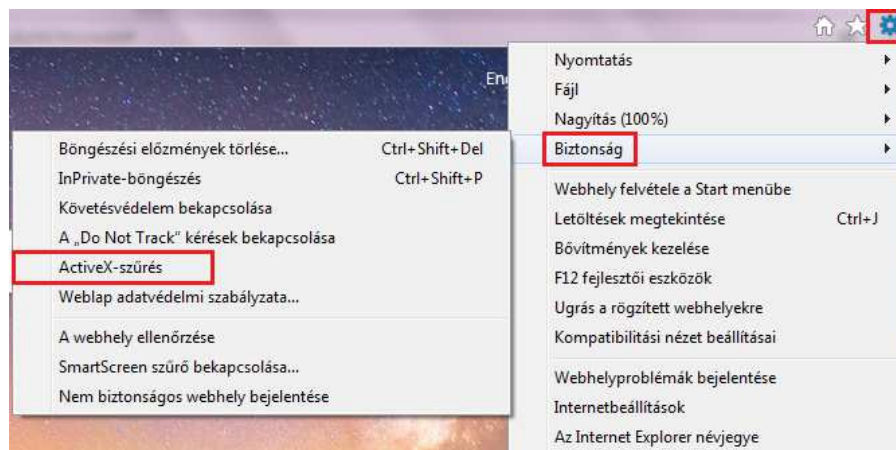 En
Nyomtatás
Fájl
Nagyítás (100%)
Biztonság
Webhely felvétele a Start menübe
Letöltések megtekintése Ctrl+J
Bővítmények kezelése
F12 fejlesztői eszközök
Ugrás a rögzített webhelyekre
Kompatibilitási nézet beállításai
Webhelyproblémák bejelentése
Internetbeállítások
Az Internet Explorer névjegye
Böngészési előzmények törlése... Ctrl+Shift+Del
InPrivate-böngészés Ctrl+Shift+P
Követésvédelem bekapcsolása
A „Do Not Track" kérések bekapcsolása
ActiveX-szűrés
Weblap adatvédelmi szabályzata...
A webhely ellenőrzése
SmartScreen szűrő bekapcsolása...
Nem biztonságos webhely bejelentése